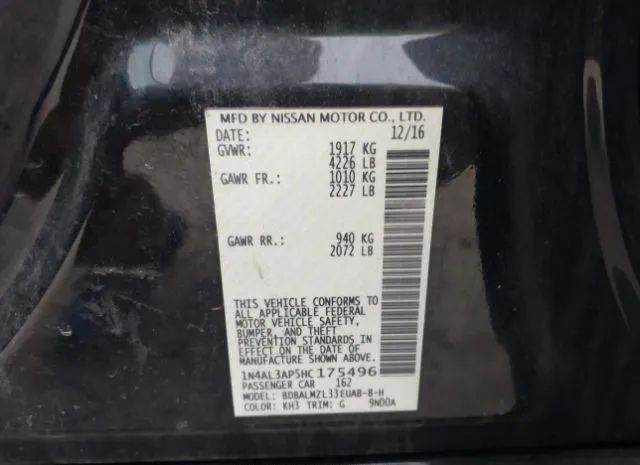 MFD BY NISSAN MOTOR CO., LTD.
DATE: 12/16
GVWR: 1917 KG
4226 LB
GAWR FR.: 1010 KG
2227 LB
GAWR RR.: 940 KG
2072 LB
THIS VEHICLE CONFORMS TO
ALL APPLICABLE FEDERAL
MOTOR VEHICLE SAFETY,
BUMPER, AND THEFT
PREVENTION STANDARDS
IN EFFECT ON THE DATE OF
MANUFACTURE SHOWN ABOVE.
1N4AL3AP5HC175496
PASSENGER CAR 162
MODEL: BDBALMZL33EUAB-8-H
COLOR: KH3 TRIM: G 9N00A